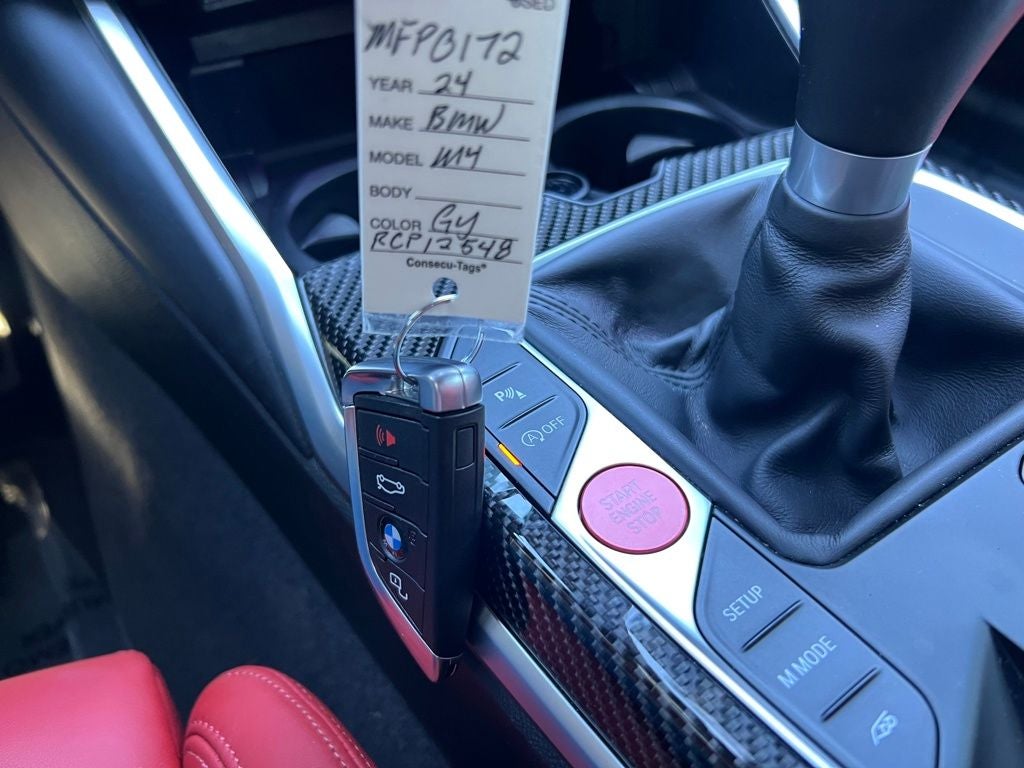 USED
MFP0172
YEAR 24
MAKE BMW
MODEL M4
BODY
COLOR Gy
RCP12548
Consecu-Tags®
P
A OFF
START
ENGINE
STOP
SETUP
M MODE